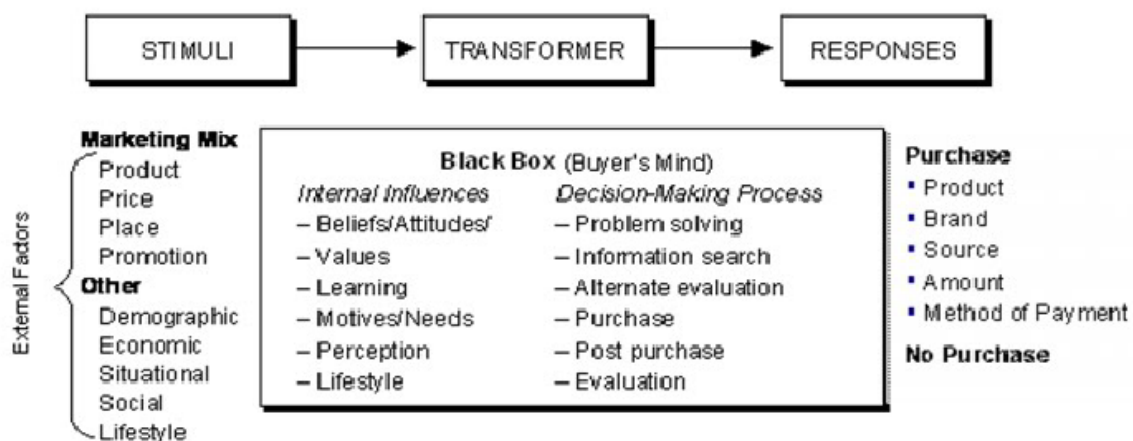 STIMULI
TRANSFORMER
RESPONSES
External Factors
Marketing Mix
Product
Price
Place
Promotion
Other
Demographic
Economic
Situational
Social
Lifestyle
Black Box (Buyer's Mind)
Internal Influences
– Beliefs/Attitudes/
– Values
– Learning
– Motives/Needs
– Perception
– Lifestyle
Decision-Making Process
– Problem solving
– Information search
– Alternate evaluation
– Purchase
– Post purchase
– Evaluation
Purchase
▪ Product
▪ Brand
▪ Source
▪ Amount
▪ Method of Payment
No Purchase